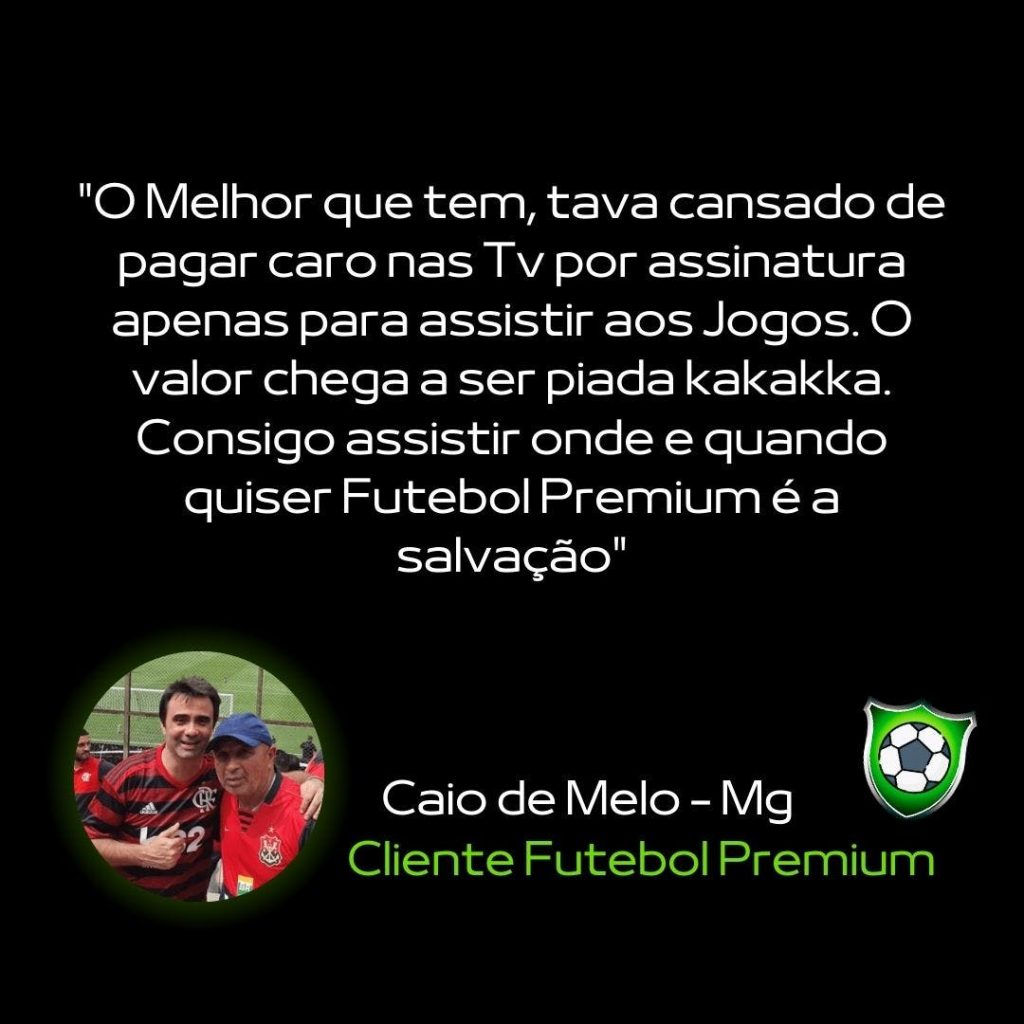 "O Melhor que tem, tava cansado de
pagar caro nas Tv por assinatura
apenas para assistir aos Jogos. O
valor chega a ser piada kakakka.
Consigo assistir onde e quando
quiser Futebol Premium é a
salvação"
Caio de Melo - Mg
Cliente Futebol Premium